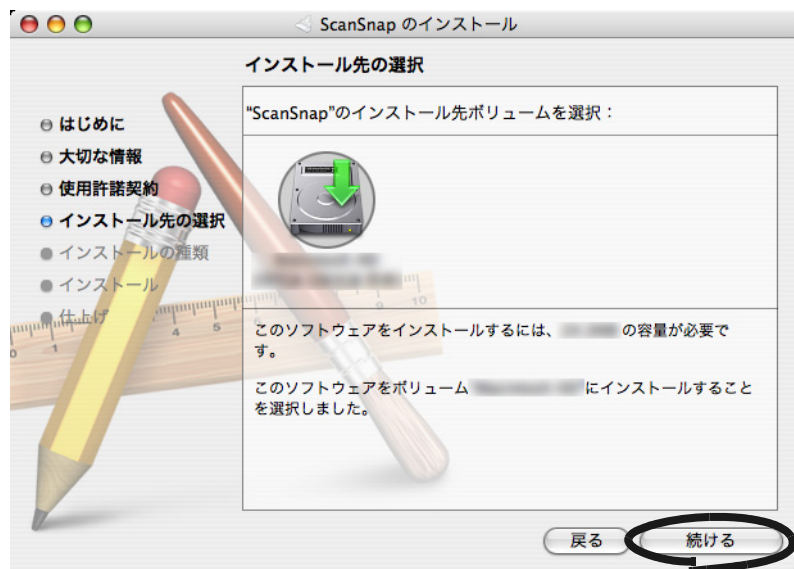 ScanSnap のインストール
インストール先の選択
はじめに
大切な情報
使用許諾契約
インストール先の選択
インストールの種類
インストール
仕上げ
“ScanSnap”のインストール先ボリュームを選択：
このソフトウェアをインストールするには、 の容量が必要で
す。
このソフトウェアをボリューム にインストールすること
を選択しました。
0 1 4 5 9 10
戻る
続ける